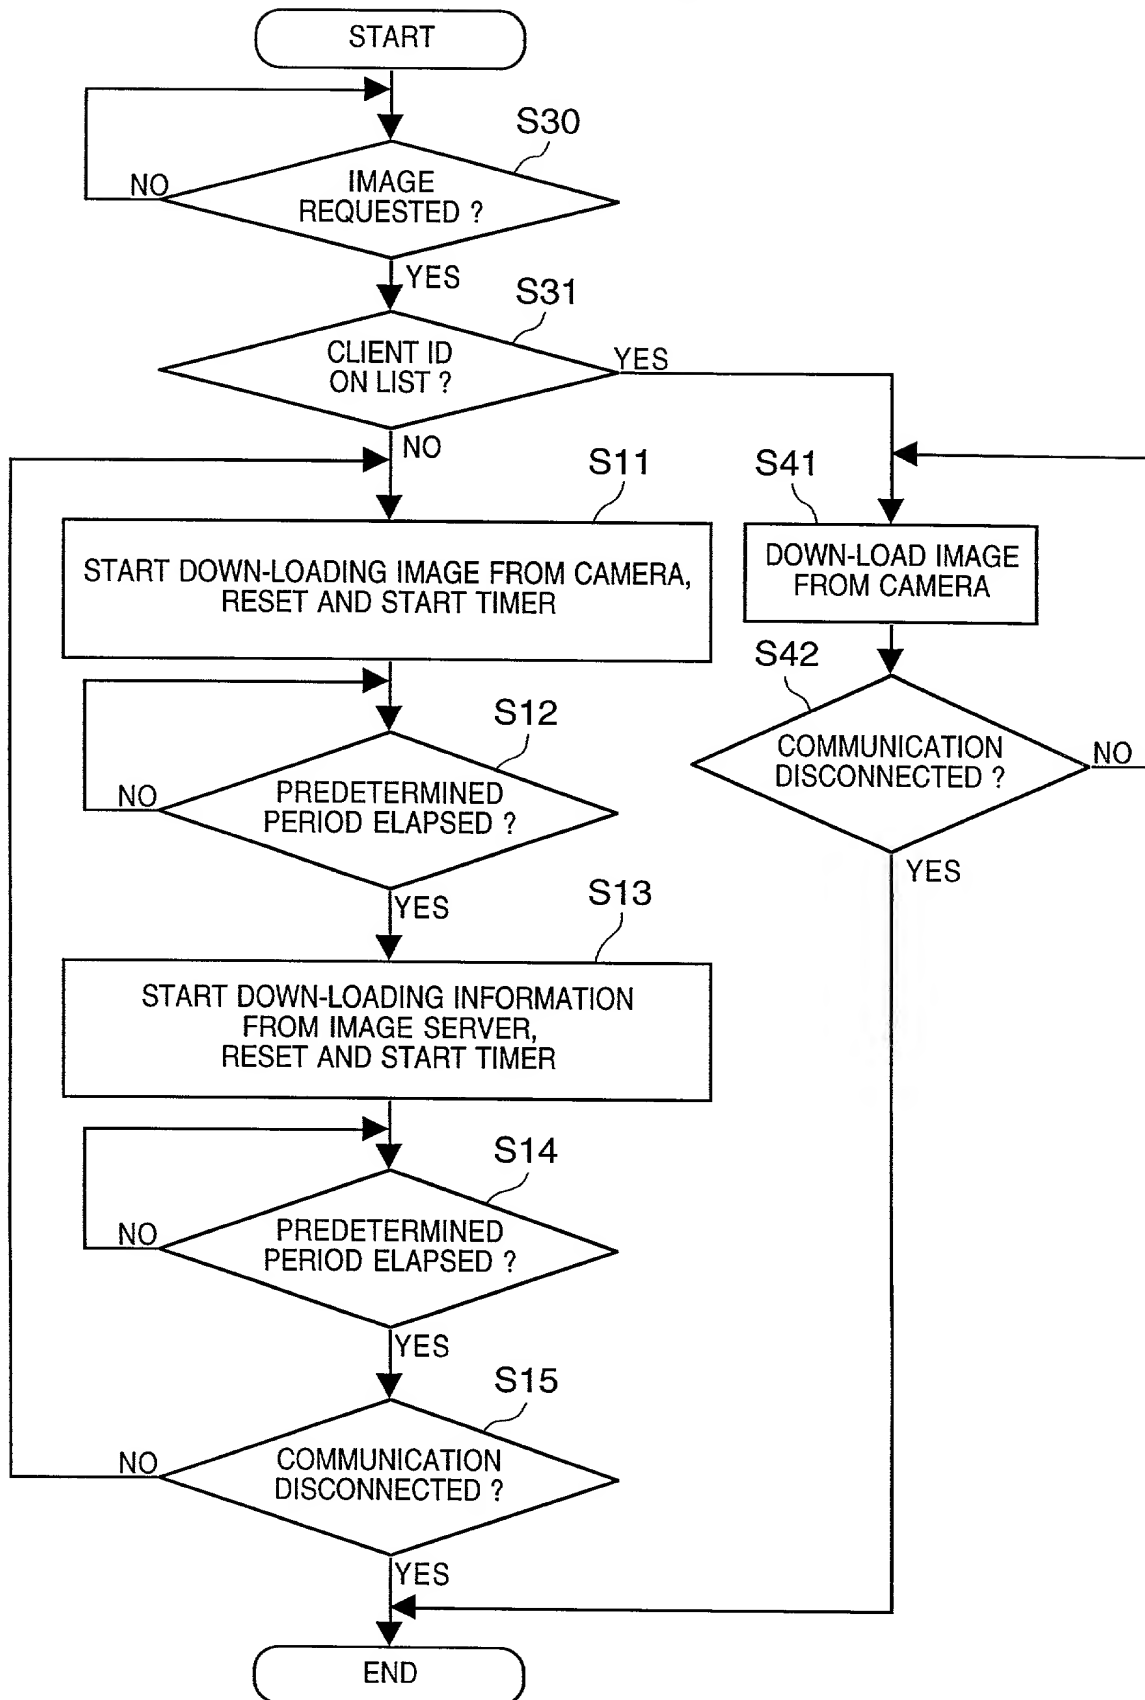 START
S30
NO
IMAGE
REQUESTED ?
YES
S31
CLIENT ID
ON LIST ?
YES
NO
S11
START DOWN-LOADING IMAGE FROM CAMERA,
RESET AND START TIMER
S41
DOWN-LOAD IMAGE
FROM CAMERA
S42
COMMUNICATION
DISCONNECTED ?
NO
YES
S12
NO
PREDETERMINED
PERIOD ELAPSED ?
YES
S13
START DOWN-LOADING INFORMATION
FROM IMAGE SERVER,
RESET AND START TIMER
S14
NO
PREDETERMINED
PERIOD ELAPSED ?
YES
S15
NO
COMMUNICATION
DISCONNECTED ?
YES
END